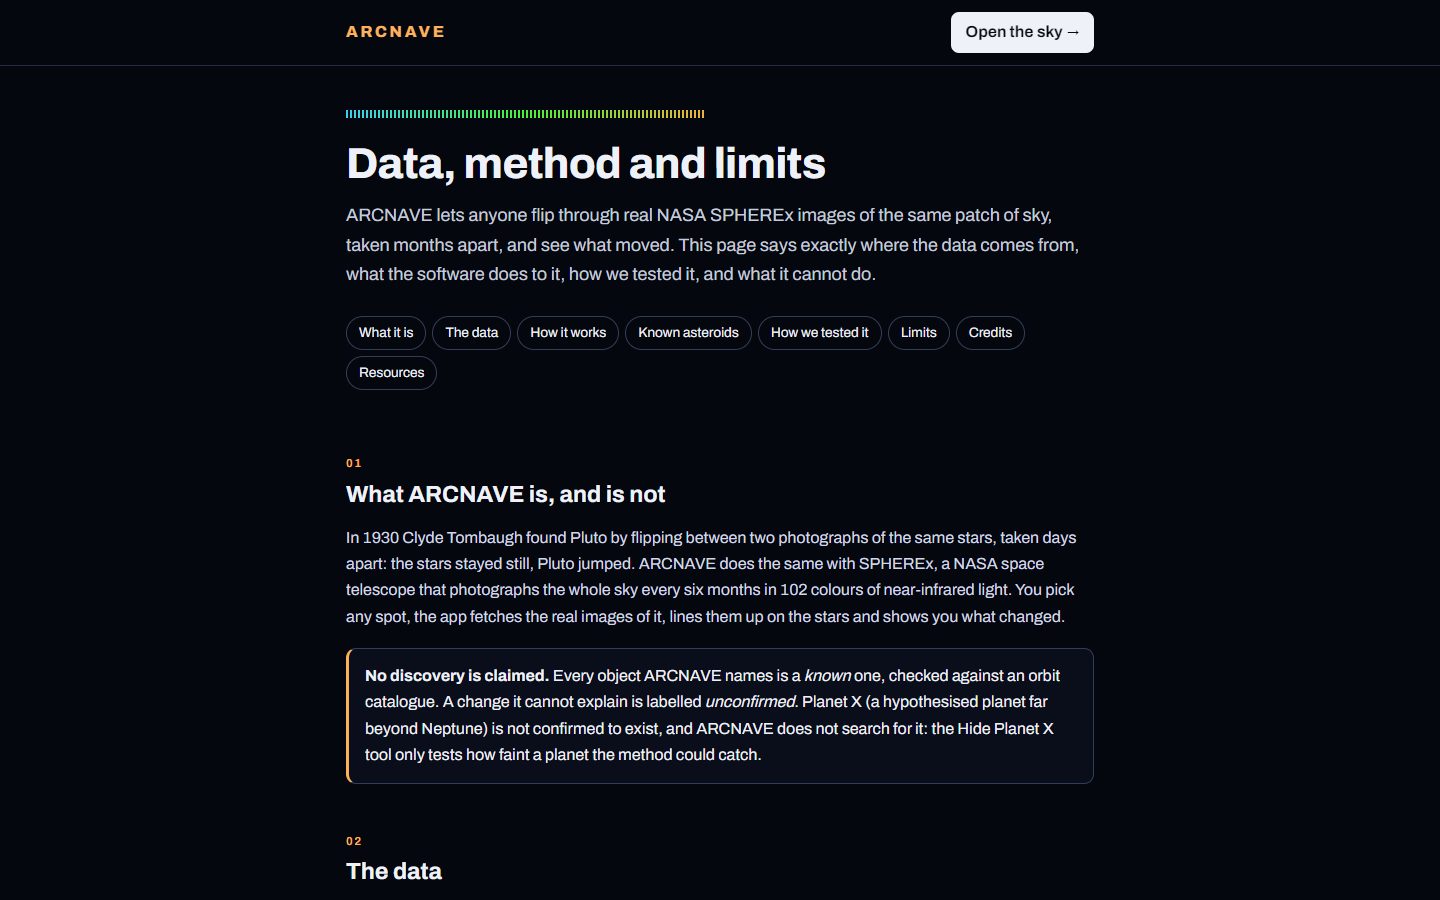 ARCNAVE
Open the sky →
Data, method and limits
ARCNAVE lets anyone flip through real NASA SPHEREx images of the same patch of sky,
taken months apart, and see what moved. This page says exactly where the data comes from,
what the software does to it, how we tested it, and what it cannot do.
What it is
The data
How it works
Known asteroids
How we tested it
Limits
Credits
Resources
01
What ARCNAVE is, and is not
In 1930 Clyde Tombaugh found Pluto by flipping between two photographs of the same stars, taken days
apart: the stars stayed still, Pluto jumped. ARCNAVE does the same with SPHEREx, a NASA space
telescope that photographs the whole sky every six months in 102 colours of near-infrared light. You pick
any spot, the app fetches the real images of it, lines them up on the stars and shows you what changed.
No discovery is claimed. Every object ARCNAVE names is a known one, checked against an orbit
catalogue. A change it cannot explain is labelled unconfirmed. Planet X (a hypothesised planet far
beyond Neptune) is not confirmed to exist, and ARCNAVE does not search for it: the Hide Planet X
tool only tests how faint a planet the method could catch.
02
The data